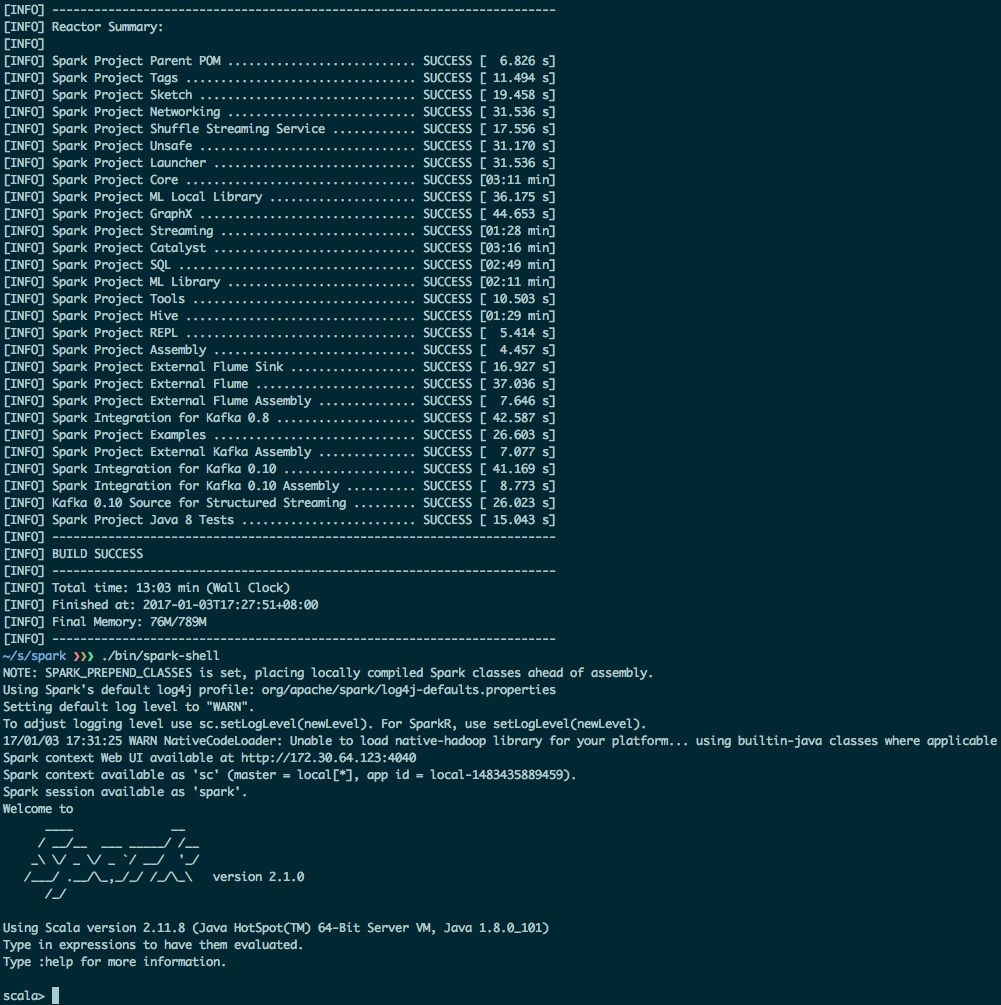 [INFO] ------------------------------------------------------------------------
[INFO] Reactor Summary:
[INFO]
[INFO] Spark Project Parent POM ........................... SUCCESS [  6.826 s]
[INFO] Spark Project Tags ................................. SUCCESS [ 11.494 s]
[INFO] Spark Project Sketch ............................... SUCCESS [ 19.458 s]
[INFO] Spark Project Networking ........................... SUCCESS [ 31.536 s]
[INFO] Spark Project Shuffle Streaming Service ............ SUCCESS [ 17.556 s]
[INFO] Spark Project Unsafe ............................... SUCCESS [ 31.170 s]
[INFO] Spark Project Launcher ............................. SUCCESS [ 31.536 s]
[INFO] Spark Project Core ................................. SUCCESS [03:11 min]
[INFO] Spark Project ML Local Library ..................... SUCCESS [ 36.175 s]
[INFO] Spark Project GraphX ............................... SUCCESS [ 44.653 s]
[INFO] Spark Project Streaming ............................ SUCCESS [01:28 min]
[INFO] Spark Project Catalyst ............................. SUCCESS [03:16 min]
[INFO] Spark Project SQL .................................. SUCCESS [02:49 min]
[INFO] Spark Project ML Library ........................... SUCCESS [02:11 min]
[INFO] Spark Project Tools ................................ SUCCESS [ 10.503 s]
[INFO] Spark Project Hive ................................. SUCCESS [01:29 min]
[INFO] Spark Project REPL ................................. SUCCESS [  5.414 s]
[INFO] Spark Project Assembly ............................. SUCCESS [  4.457 s]
[INFO] Spark Project External Flume Sink .................. SUCCESS [ 16.927 s]
[INFO] Spark Project External Flume ....................... SUCCESS [ 37.036 s]
[INFO] Spark Project External Flume Assembly .............. SUCCESS [  7.646 s]
[INFO] Spark Integration for Kafka 0.8 .................... SUCCESS [ 42.587 s]
[INFO] Spark Project Examples ............................. SUCCESS [ 26.603 s]
[INFO] Spark Project External Kafka Assembly .............. SUCCESS [  7.077 s]
[INFO] Spark Integration for Kafka 0.10 ................... SUCCESS [ 41.169 s]
[INFO] Spark Integration for Kafka 0.10 Assembly .......... SUCCESS [  8.773 s]
[INFO] Kafka 0.10 Source for Structured Streaming ......... SUCCESS [ 26.023 s]
[INFO] Spark Project Java 8 Tests ......................... SUCCESS [ 15.043 s]
[INFO] ------------------------------------------------------------------------
[INFO] BUILD SUCCESS
[INFO] ------------------------------------------------------------------------
[INFO] Total time: 13:03 min (Wall Clock)
[INFO] Finished at: 2017-01-03T17:27:51+08:00
[INFO] Final Memory: 76M/789M
[INFO] ------------------------------------------------------------------------
~/s/spark ❯❯❯ ./bin/spark-shell
NOTE: SPARK_PREPEND_CLASSES is set, placing locally compiled Spark classes ahead of assembly.
Using Spark's default log4j profile: org/apache/spark/log4j-defaults.properties
Setting default log level to "WARN".
To adjust logging level use sc.setLogLevel(newLevel). For SparkR, use setLogLevel(newLevel).
17/01/03 17:31:25 WARN NativeCodeLoader: Unable to load native-hadoop library for your platform... using builtin-java classes where applicable
Spark context Web UI available at http://172.30.64.123:4040
Spark context available as 'sc' (master = local[*], app id = local-1483435889459).
Spark session available as 'spark'.
Welcome to
      ____              __
     / __/__  ___ _____/ /__
    _\ \/ _ \/ _ `/ __/  '_/
   /___/ .__/\_,_/_/ /_/\_\   version 2.1.0
      /_/
Using Scala version 2.11.8 (Java HotSpot(TM) 64-Bit Server VM, Java 1.8.0_101)
Type in expressions to have them evaluated.
Type :help for more information.
scala>